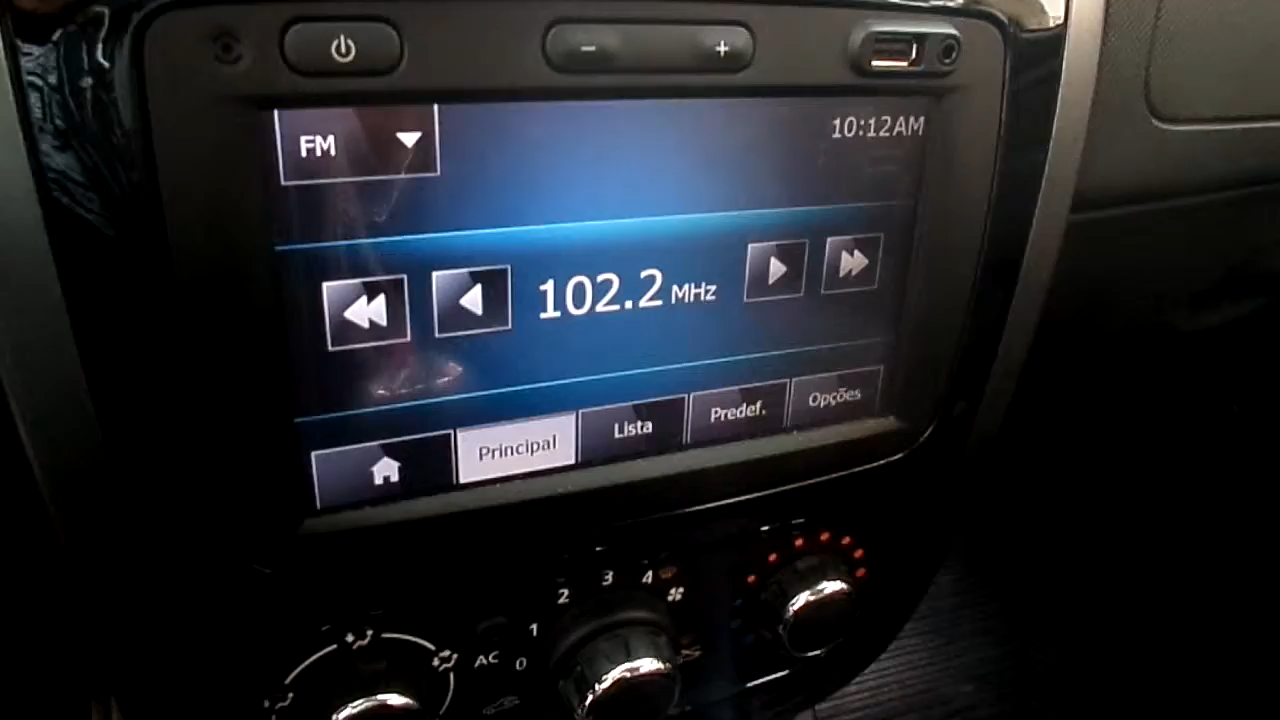 FM
10:12AM
102.2 MHz
Principal
Lista
Predef.
Opções
2 3 4
1
AC 0